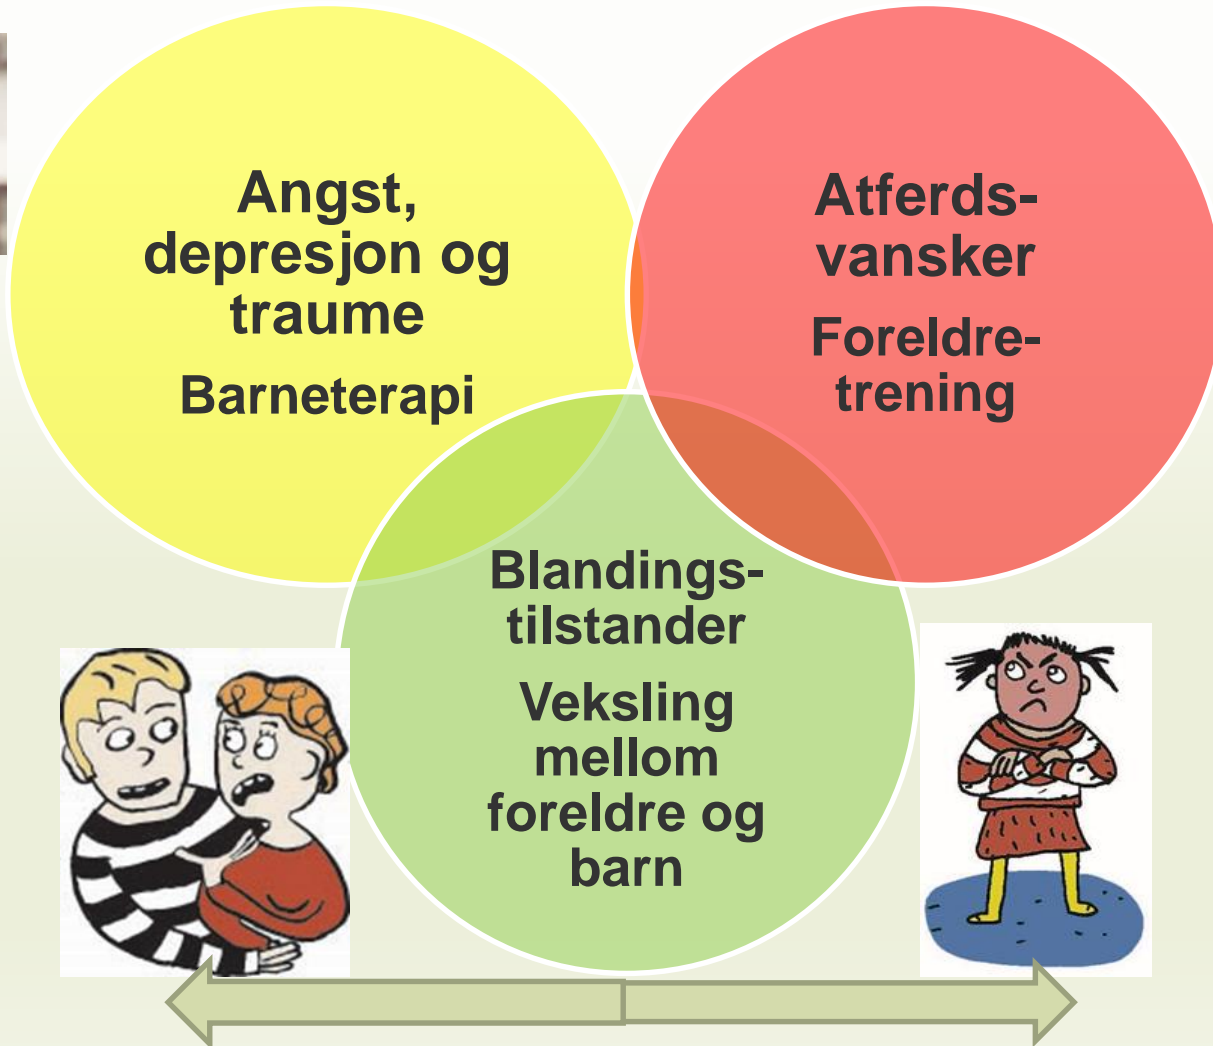 Angst,
depresjon og
traume
Barneterapi
Atferds-
vansker
Foreldre-
trening
Blandings-
tilstander
Veksling
mellom
foreldre og
barn